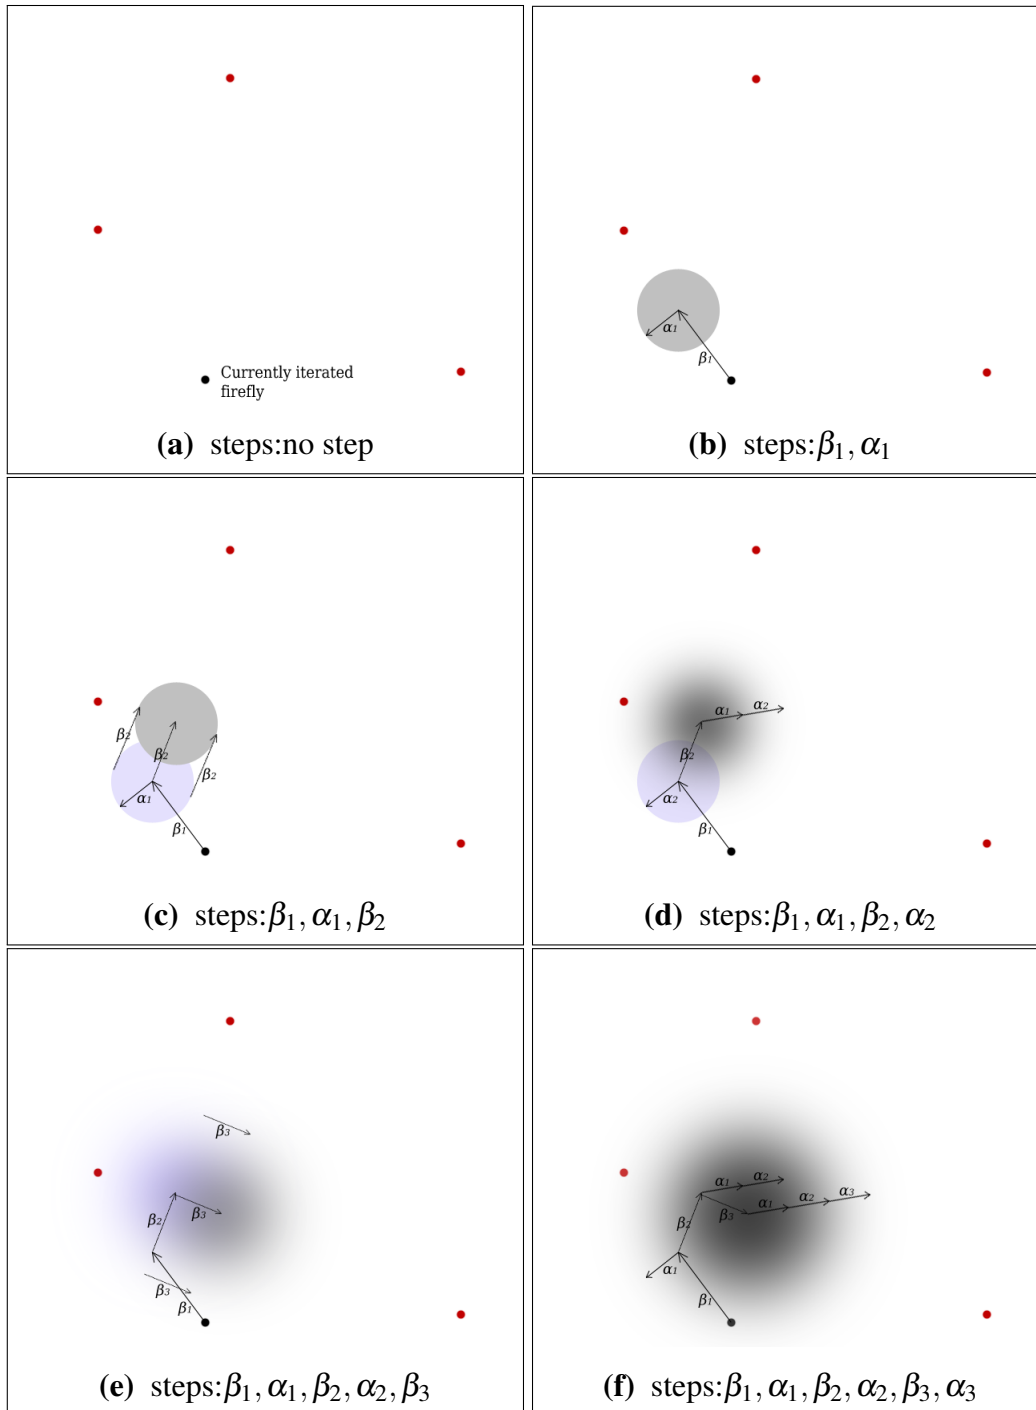 Currently iterated
firefly
(a) steps:no step
α₁
β₁
(b) steps:β₁, α₁
β₂
β₂
β₂
α₁
β₁
(c) steps:β₁, α₁, β₂
α₁ α₂
β₂
α₂
β₁
(d) steps:β₁, α₁, β₂, α₂
β₃
β₃
β₂
β₃
β₁
(e) steps:β₁, α₁, β₂, α₂, β₃
α₁ α₂
α₁ α₂ α₃
β₃
β₂
α₁
β₁
(f) steps:β₁, α₁, β₂, α₂, β₃, α₃